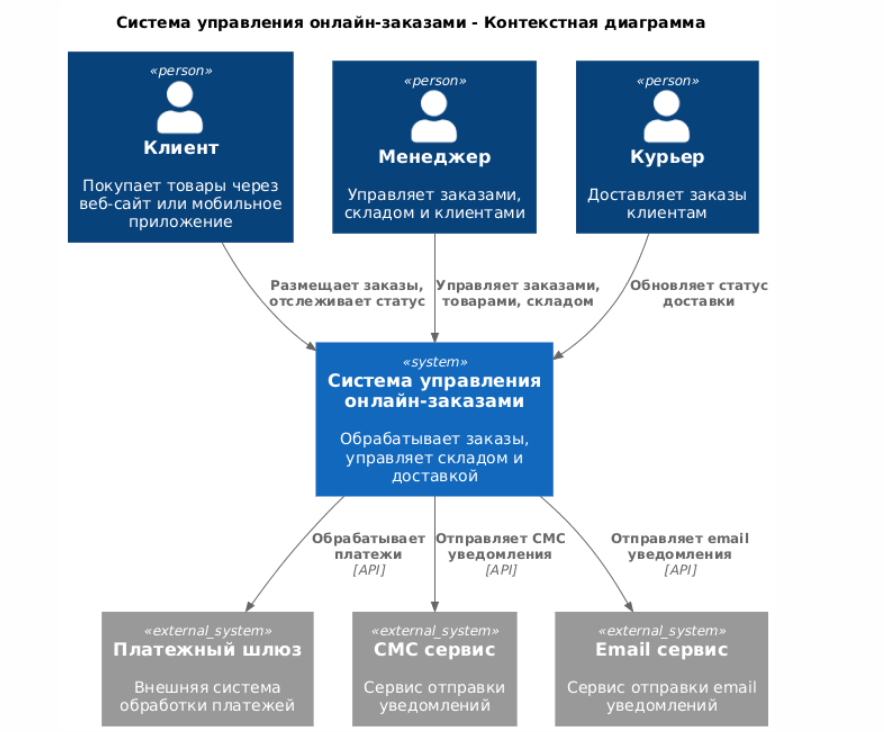 Система управления онлайн-заказами - Контекстная диаграмма
«person»
Клиент
Покупает товары через
веб-сайт или мобильное
приложение
«person»
Менеджер
Управляет заказами,
складом и клиентами
«person»
Курьер
Доставляет заказы
клиентам
Размещает заказы,
отслеживает статус
Управляет заказами,
товарами, складом
Обновляет статус
доставки
«system»
Система управления
онлайн-заказами
Обрабатывает заказы,
управляет складом и
доставкой
Обрабатывает
платежи
[API]
Отправляет СМС
уведомления
[API]
Отправляет email
уведомления
[API]
«external_system»
Платежный шлюз
Внешняя система
обработки платежей
«external_system»
СМС сервис
Сервис отправки
уведомлений
«external_system»
Email сервис
Сервис отправки email
уведомлений